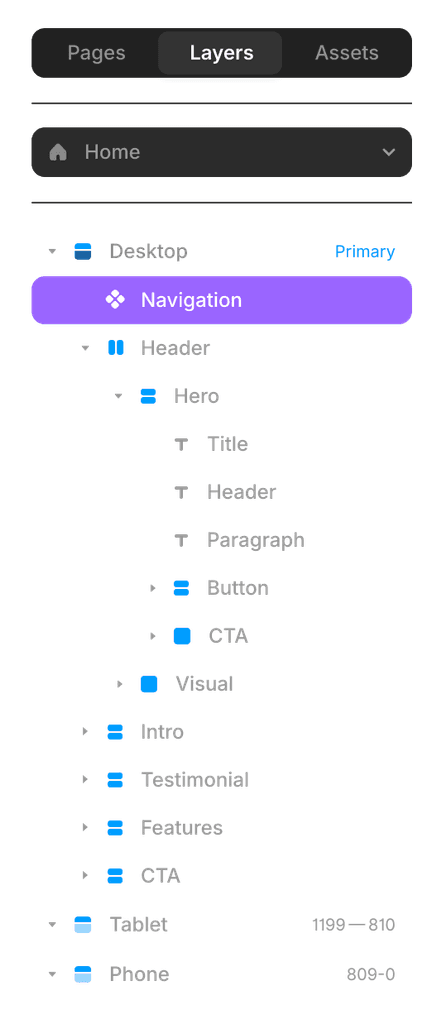 Pages Layers Assets
Home
Desktop Primary
Navigation
Header
Hero
Title
Header
Paragraph
Button
CTA
Visual
Intro
Testimonial
Features
CTA
Tablet 1199—810
Phone 809-0